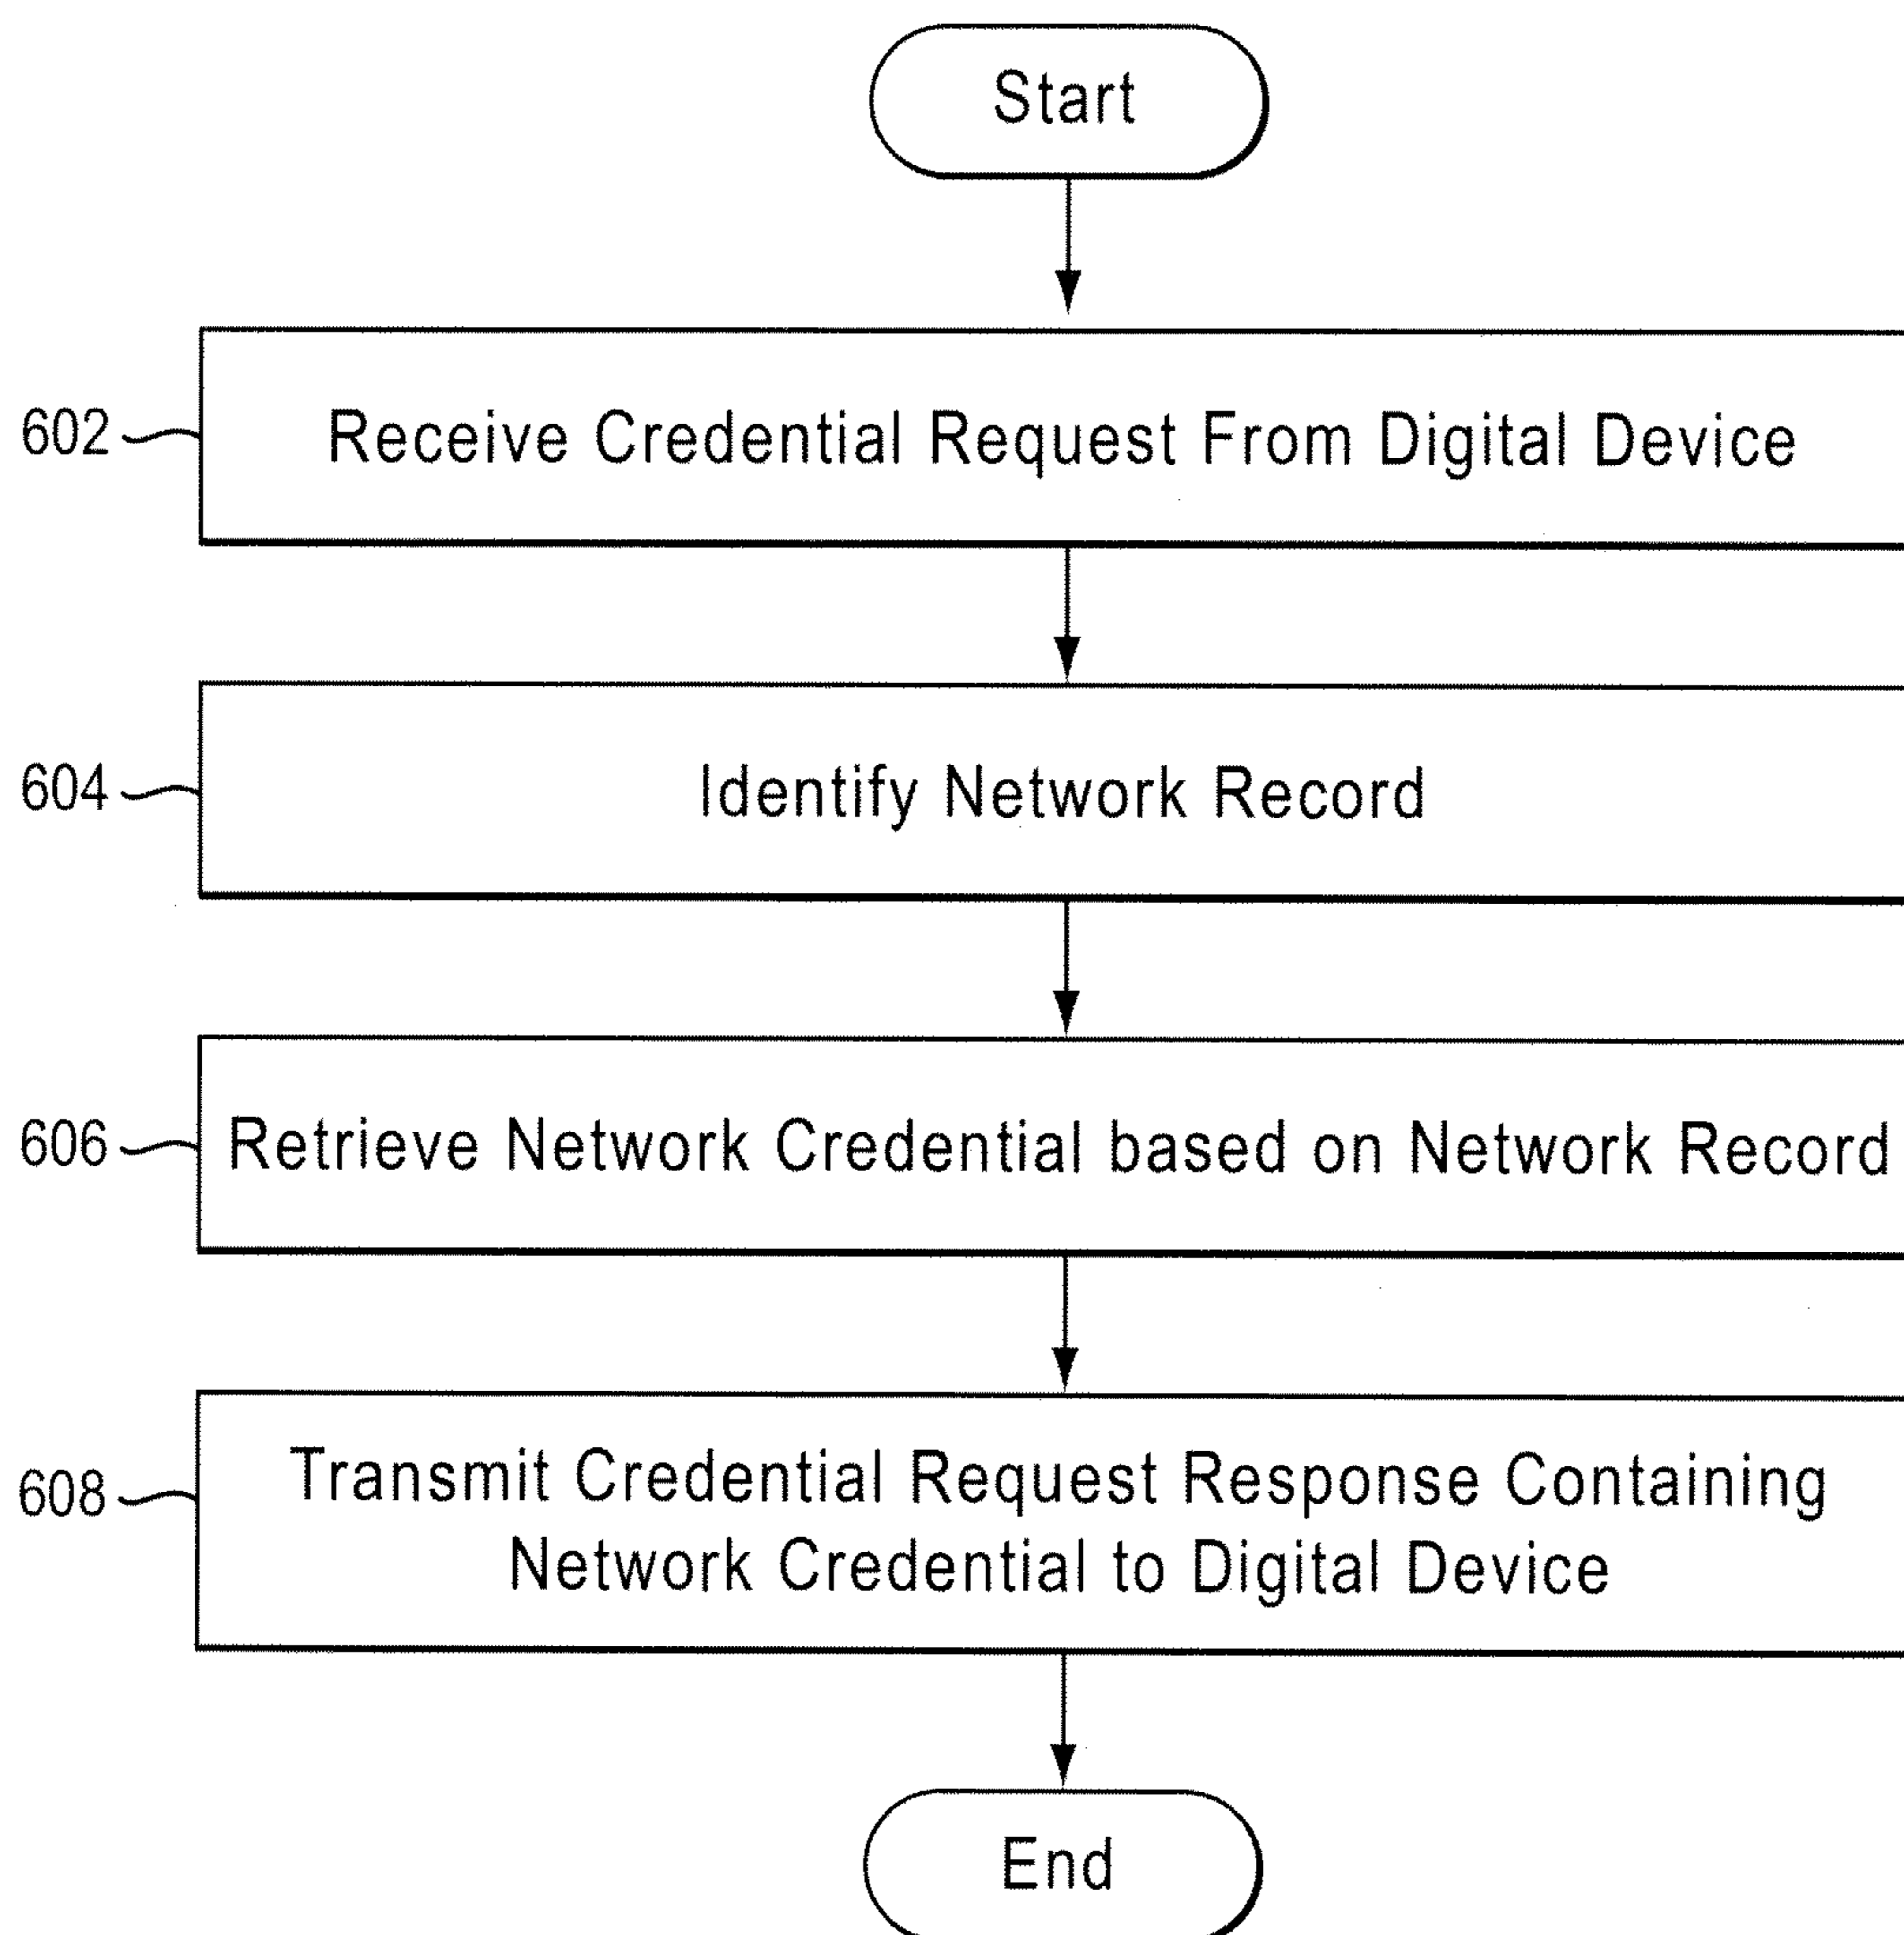 Start
602
Receive Credential Request From Digital Device
604
Identify Network Record
606
Retrieve Network Credential based on Network Record
608
Transmit Credential Request Response Containing
Network Credential to Digital Device
End